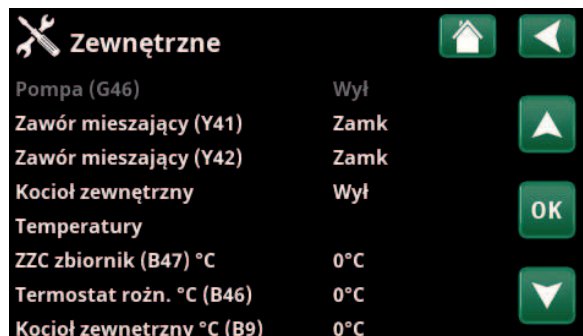 Zewnętrzne
Pompa (G46) Wył
Zawór mieszający (Y41) Zamk
Zawór mieszający (Y42) Zamk
Kocioł zewnętrzny Wył
Temperatury
OK
ZZC zbiornik (B47) °C 0°C
Termostat rożn. °C (B46) 0°C
Kocioł zewnętrzny °C (B9) 0°C